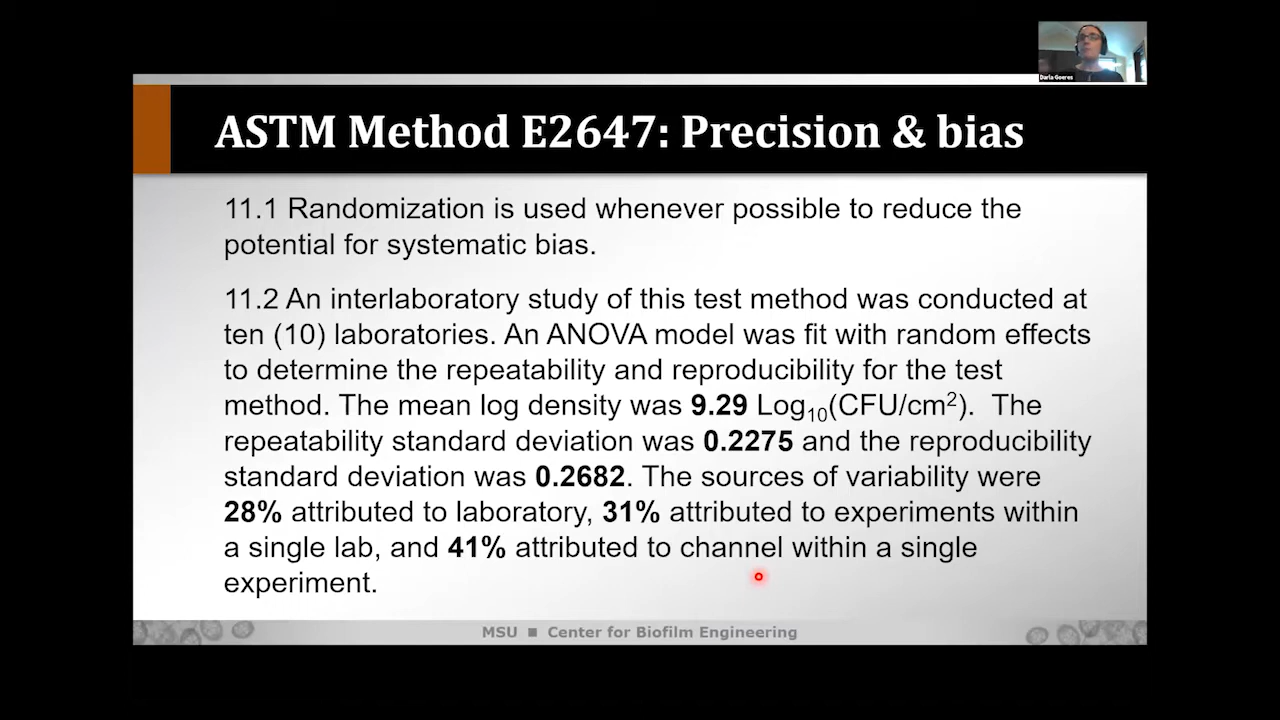 Darla Goeres
ASTM Method E2647: Precision & bias
11.1 Randomization is used whenever possible to reduce the
potential for systematic bias.
11.2 An interlaboratory study of this test method was conducted at
ten (10) laboratories. An ANOVA model was fit with random effects
to determine the repeatability and reproducibility for the test
method. The mean log density was 9.29 Log₁₀(CFU/cm²). The
repeatability standard deviation was 0.2275 and the reproducibility
standard deviation was 0.2682. The sources of variability were
28% attributed to laboratory, 31% attributed to experiments within
a single lab, and 41% attributed to channel within a single
experiment.
MSU ■ Center for Biofilm Engineering